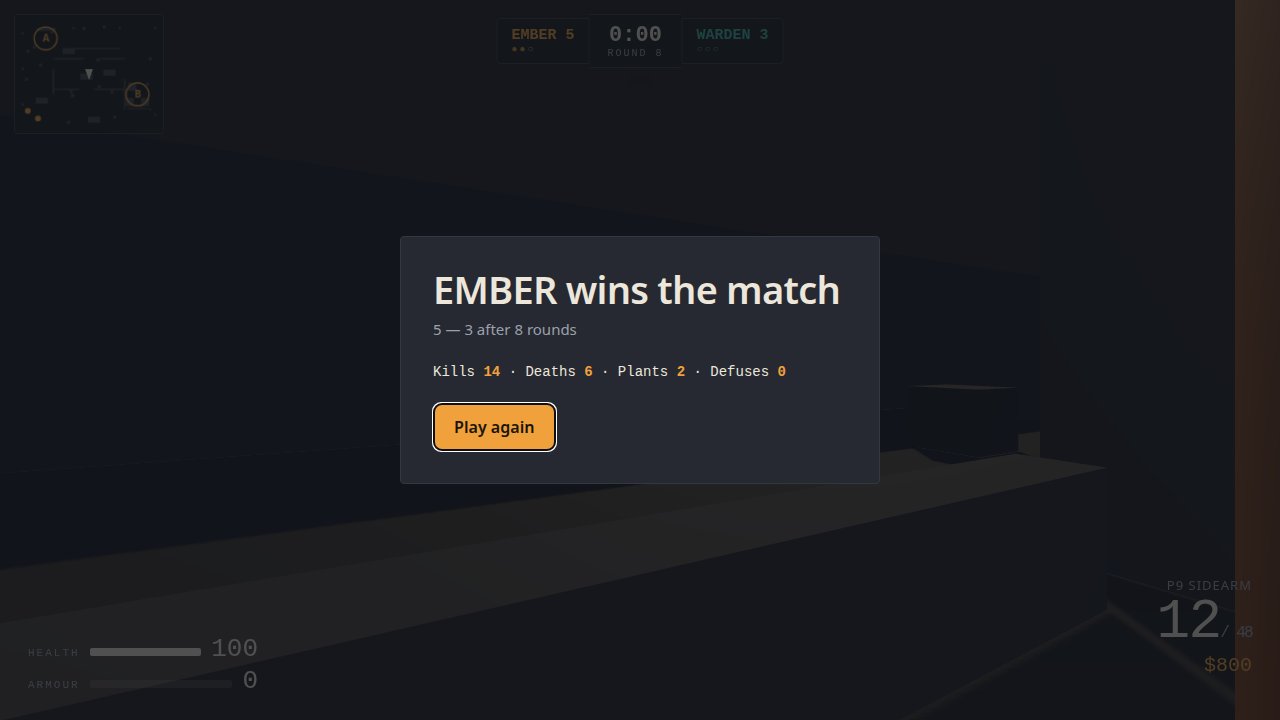 A
B
EMBER 5
0:00
ROUND 8
WARDEN 3
EMBER wins the match
5 — 3 after 8 rounds
Kills 14 · Deaths 6 · Plants 2 · Defuses 0
Play again
HEALTH 100
ARMOUR 0
P9 SIDEARM
12 / 48
$800